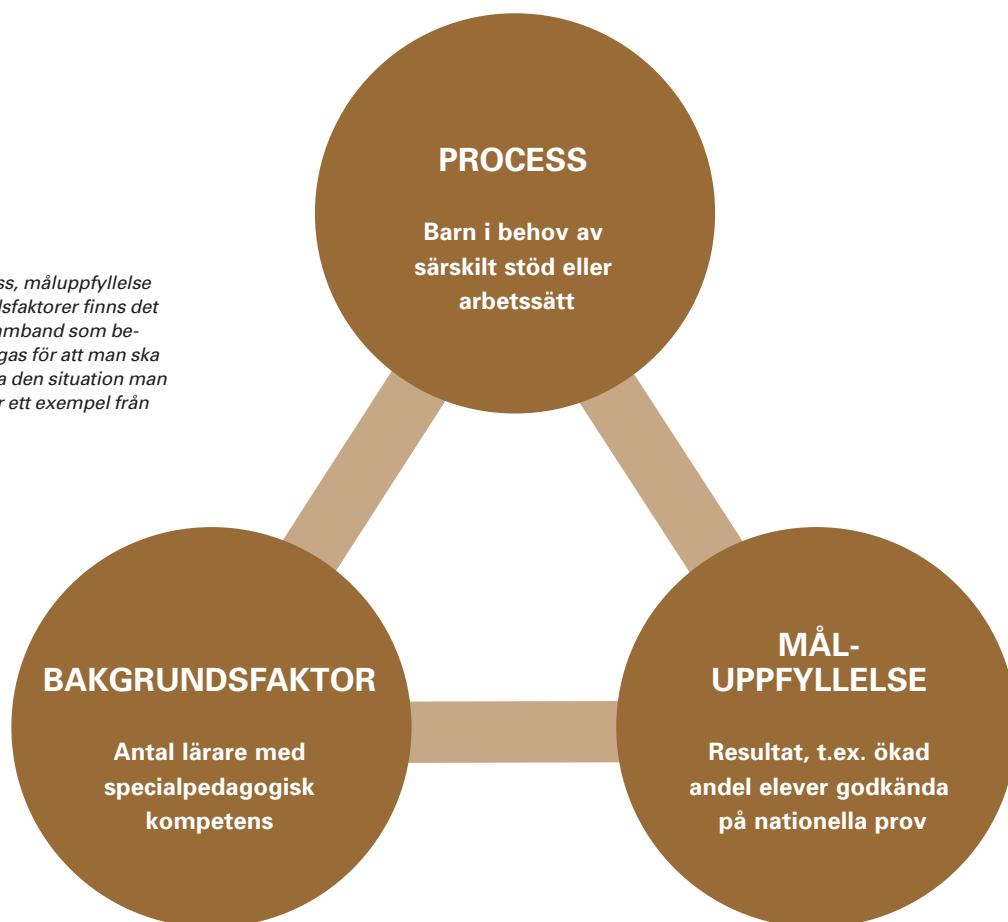 PROCESS
Barn i behov av
särskilt stöd eller
arbetssätt
ss, måluppfyllelse
dsfaktorer finns det
mband som be-
gas för att man ska
a den situation man
r ett exempel från
BAKGRUNDSFAKTOR
Antal lärare med
specialpedagogisk
kompetens
MÅL-
UPPFYLLELSE
Resultat, t.ex. ökad
andel elever godkända
på nationella prov